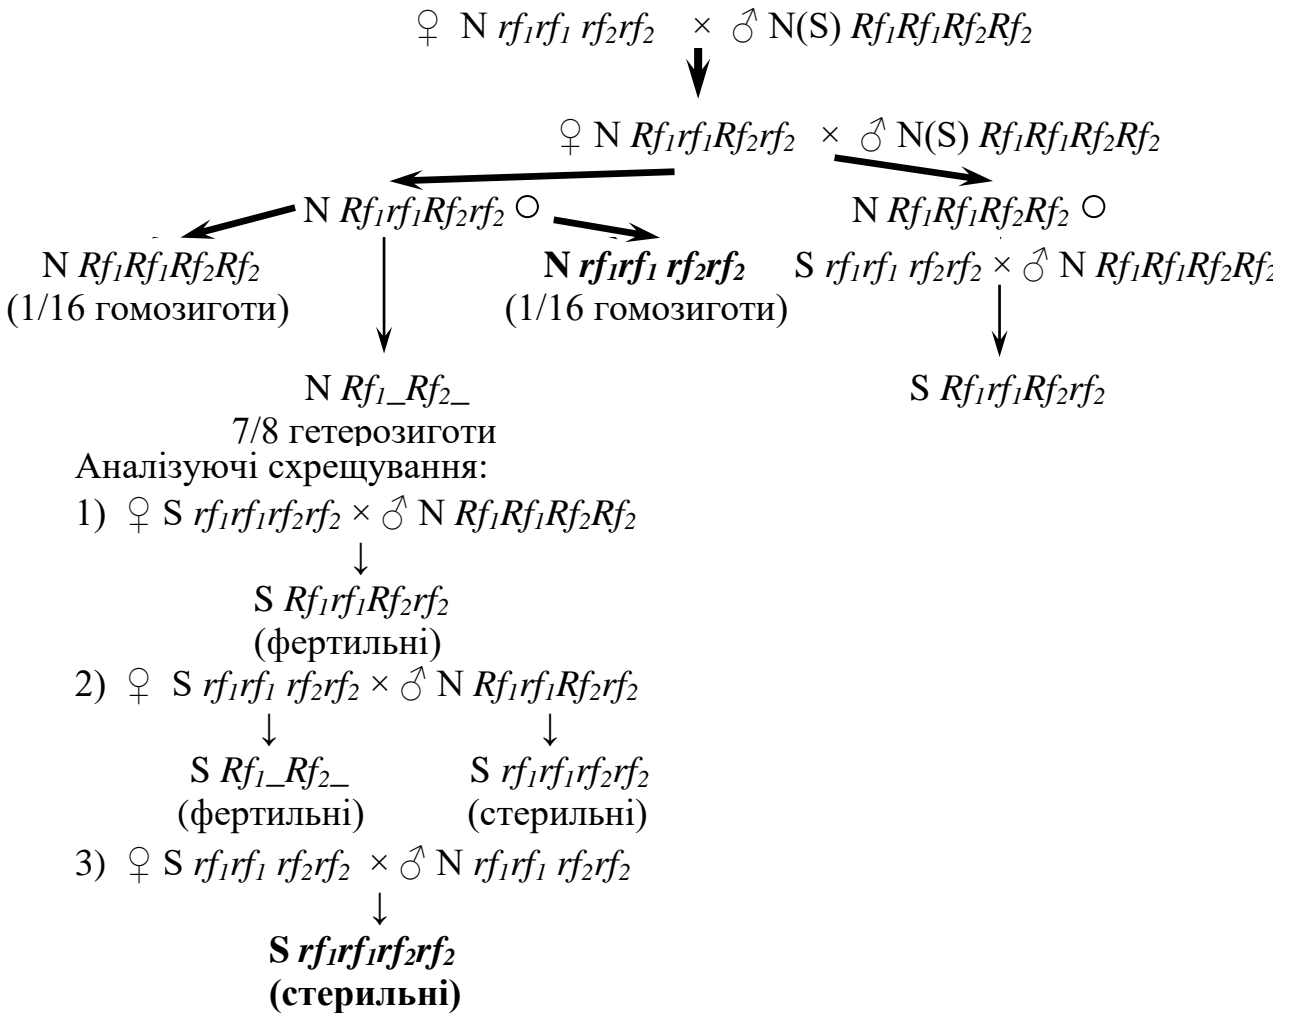 ♀ N rf₁rf₁ rf₂rf₂ × ♂ N(S) Rf₁Rf₁Rf₂Rf₂
♀ N Rf₁rf₁Rf₂rf₂ × ♂ N(S) Rf₁Rf₁Rf₂Rf₂
N Rf₁rf₁Rf₂rf₂ ○ N Rf₁Rf₁Rf₂Rf₂ ○
N Rf₁Rf₁Rf₂Rf₂ N rf₁rf₁ rf₂rf₂ S rf₁rf₁ rf₂rf₂ × ♂ N Rf₁Rf₁Rf₂Rf₂
(1/16 гомозиготи) (1/16 гомозиготи)
N Rf₁_Rf₂_ S Rf₁rf₁Rf₂rf₂
7/8 гетерозиготи
Аналізуючі схрещування:
1) ♀ S rf₁rf₁rf₂rf₂ × ♂ N Rf₁Rf₁Rf₂Rf₂
↓
S Rf₁rf₁Rf₂rf₂
(фертильні)
2) ♀ S rf₁rf₁ rf₂rf₂ × ♂ N Rf₁rf₁Rf₂rf₂
↓ ↓
S Rf₁_Rf₂_ S rf₁rf₁rf₂rf₂
(фертильні) (стерильні)
3) ♀ S rf₁rf₁ rf₂rf₂ × ♂ N rf₁rf₁ rf₂rf₂
↓
S rf₁rf₁rf₂rf₂
(стерильні)